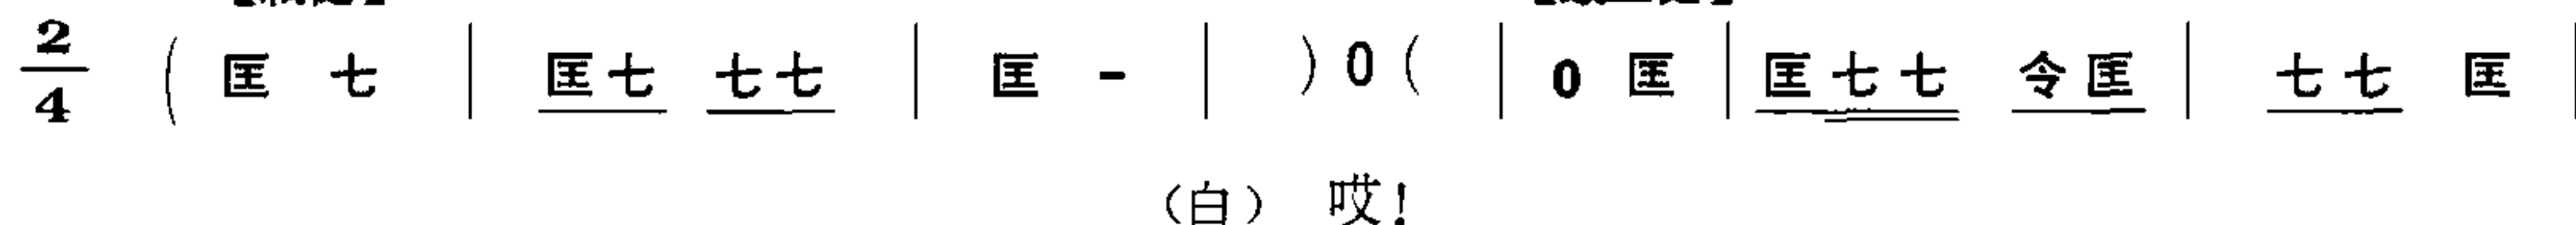 2/4 ( 匡 七 | 匡七 七七 | 匡 - | ) 0 ( | 0 匡 | 匡七七 令匡 | 七七 匡 |
(白) 哎!